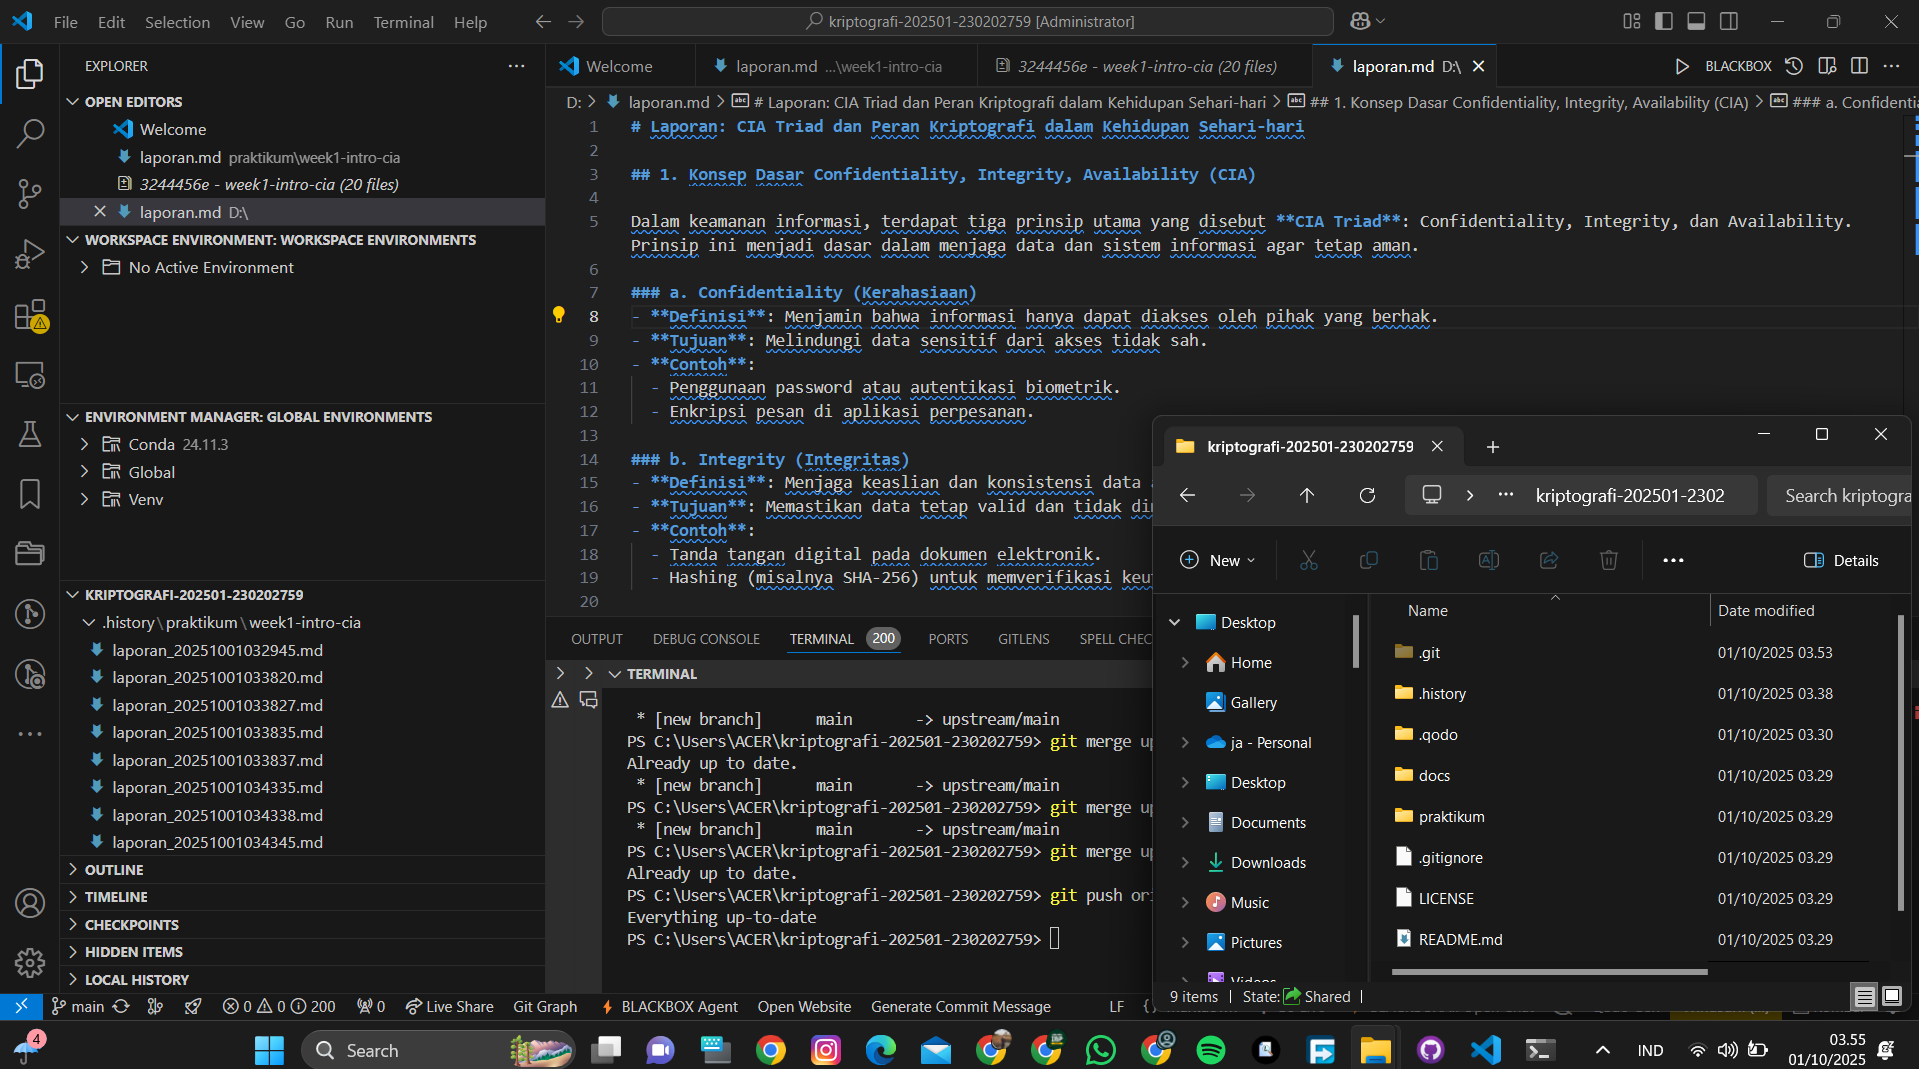 File Edit Selection View Go Run Terminal Help
kriptografi-202501-230202759 [Administrator]
EXPLORER
Welcome
laporan.md ...\week1-intro-cia
3244456e - week1-intro-cia (20 files)
laporan.md D:\
BLACKBOX
OPEN EDITORS
Welcome
laporan.md praktikum\week1-intro-cia
3244456e - week1-intro-cia (20 files)
laporan.md D:\
WORKSPACE ENVIRONMENT: WORKSPACE ENVIRONMENTS
No Active Environment
ENVIRONMENT MANAGER: GLOBAL ENVIRONMENTS
Conda 24.11.3
Global
Venv
KRIPTOGRAFI-202501-230202759
.history\praktikum\week1-intro-cia
laporan_20251001032945.md
laporan_20251001033820.md
laporan_20251001033827.md
laporan_20251001033835.md
laporan_20251001033837.md
laporan_20251001034335.md
laporan_20251001034338.md
laporan_20251001034345.md
OUTLINE
TIMELINE
CHECKPOINTS
HIDDEN ITEMS
LOCAL HISTORY
D: > laporan.md > # Laporan: CIA Triad dan Peran Kriptografi dalam Kehidupan Sehari-hari > ## 1. Konsep Dasar Confidentiality, Integrity, Availability (CIA) > ### a. Confidenti
1 # Laporan: CIA Triad dan Peran Kriptografi dalam Kehidupan Sehari-hari
2
3 ## 1. Konsep Dasar Confidentiality, Integrity, Availability (CIA)
4
5 Dalam keamanan informasi, terdapat tiga prinsip utama yang disebut **CIA Triad**: Confidentiality, Integrity, dan Availability.
Prinsip ini menjadi dasar dalam menjaga data dan sistem informasi agar tetap aman.
6
7 ### a. Confidentiality (Kerahasiaan)
8 - **Definisi**: Menjamin bahwa informasi hanya dapat diakses oleh pihak yang berhak.
9 - **Tujuan**: Melindungi data sensitif dari akses tidak sah.
10 - **Contoh**:
11 - Penggunaan password atau autentikasi biometrik.
12 - Enkripsi pesan di aplikasi perpesanan.
13
14 ### b. Integrity (Integritas)
15 - **Definisi**: Menjaga keaslian dan konsistensi data
16 - **Tujuan**: Memastikan data tetap valid dan tidak
17 - **Contoh**:
18 - Tanda tangan digital pada dokumen elektronik.
19 - Hashing (misalnya SHA-256) untuk memverifikasi
20
OUTPUT DEBUG CONSOLE TERMINAL 200 PORTS GITLENS SPELL CHEC
TERMINAL
* [new branch] main -> upstream/main
PS C:\Users\ACER\kriptografi-202501-230202759> git merge up
Already up to date.
* [new branch] main -> upstream/main
PS C:\Users\ACER\kriptografi-202501-230202759> git merge up
* [new branch] main -> upstream/main
PS C:\Users\ACER\kriptografi-202501-230202759> git merge up
Already up to date.
PS C:\Users\ACER\kriptografi-202501-230202759> git push ori
Everything up-to-date
PS C:\Users\ACER\kriptografi-202501-230202759>
kriptografi-202501-230202759
kriptografi-202501-2302
Search kriptogra
New
Details
Desktop
Home
Gallery
ja - Personal
Desktop
Documents
Downloads
Music
Pictures
Videos
Name Date modified
.git 01/10/2025 03.53
.history 01/10/2025 03.38
.qodo 01/10/2025 03.30
docs 01/10/2025 03.29
praktikum 01/10/2025 03.29
.gitignore 01/10/2025 03.29
LICENSE 01/10/2025 03.29
README.md 01/10/2025 03.29
9 items State: Shared
main 0 0 200 0 Live Share Git Graph BLACKBOX Agent Open Website Generate Commit Message LF
4
Search
IND
03.55
01/10/2025